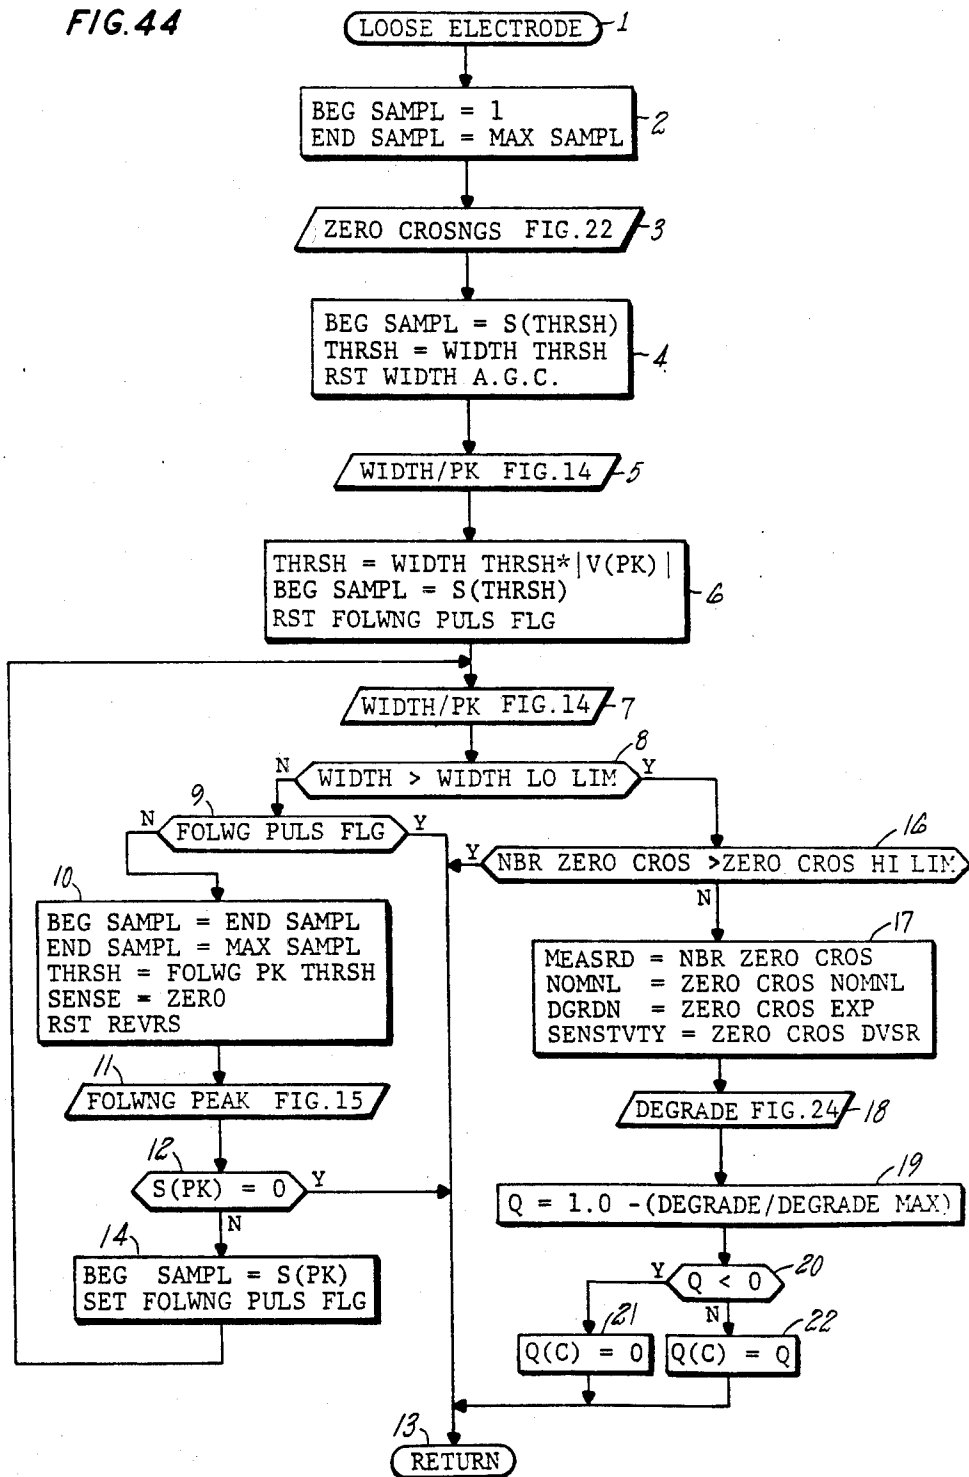 FIG.44
LOOSE ELECTRODE
1
BEG SAMPL = 1
END SAMPL = MAX SAMPL
2
ZERO CROSNGS FIG.22
3
BEG SAMPL = S(THRSH)
THRSH = WIDTH THRSH
RST WIDTH A.G.C.
4
WIDTH/PK FIG.14
5
THRSH = WIDTH THRSH*|V(PK)|
BEG SAMPL = S(THRSH)
RST FOLWNG PULS FLG
6
WIDTH/PK FIG.14
7
8
N
WIDTH > WIDTH LO LIM
Y
9
N
FOLWG PULS FLG
Y
10
BEG SAMPL = END SAMPL
END SAMPL = MAX SAMPL
THRSH = FOLWG PK THRSH
SENSE = ZERO
RST REVRS
11
FOLWNG PEAK FIG.15
12
S(PK) = 0
Y
N
14
BEG SAMPL = S(PK)
SET FOLWNG PULS FLG
16
Y
NBR ZERO CROS >ZERO CROS HI LIM
N
17
MEASRD = NBR ZERO CROS
NOMNL = ZERO CROS NOMNL
DGRDN = ZERO CROS EXP
SENSTVTY = ZERO CROS DVSR
DEGRADE FIG.24
18
19
Q = 1.0 -(DEGRADE/DEGRADE MAX)
Y
Q < 0
20
N
21
Q(C) = 0
22
Q(C) = Q
13
RETURN